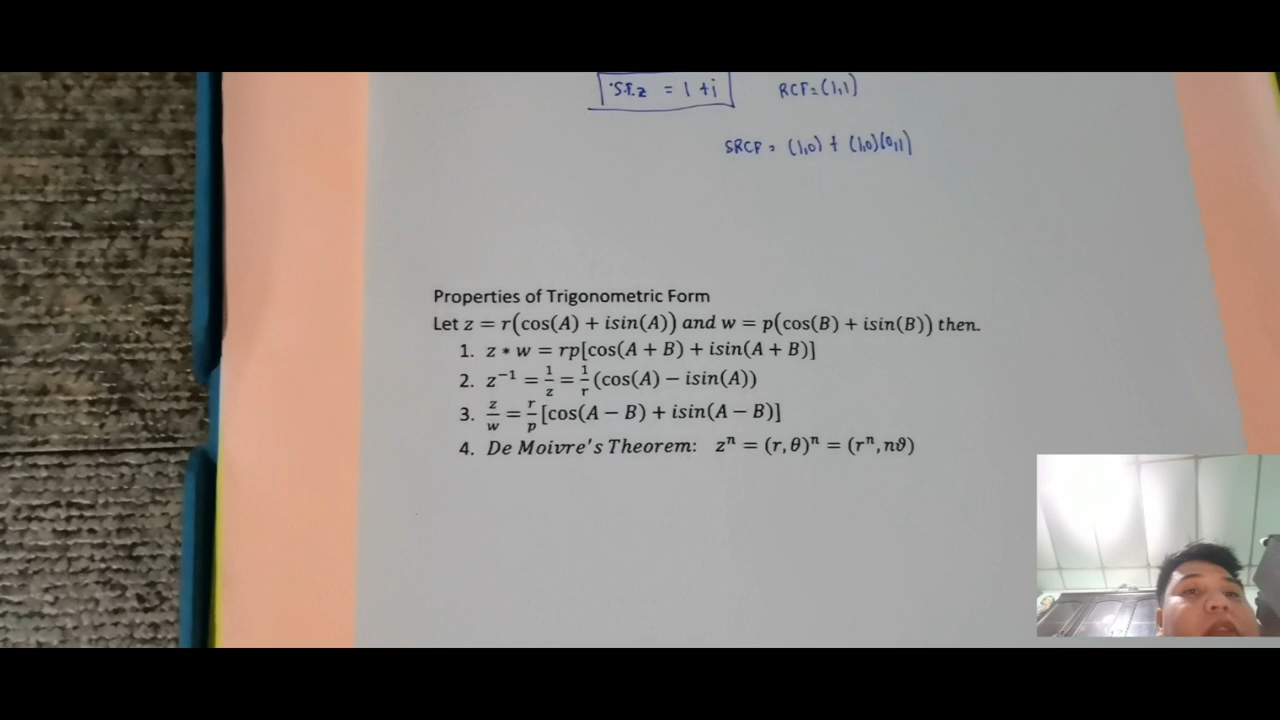 S.F.z = 1 + i RCF = (1,1)
SRCF = (1,0) + (1,0)(0,1)
Properties of Trigonometric Form
Let z = r(cos(A) + isin(A)) and w = p(cos(B) + isin(B)) then.
1. z ∗ w = rp[cos(A + B) + isin(A + B)]
2. z⁻¹ = 1/z = 1/r (cos(A) − isin(A))
3. z/w = r/p [cos(A − B) + isin(A − B)]
4. De Moivre's Theorem: zⁿ = (r, θ)ⁿ = (rⁿ, nϑ)